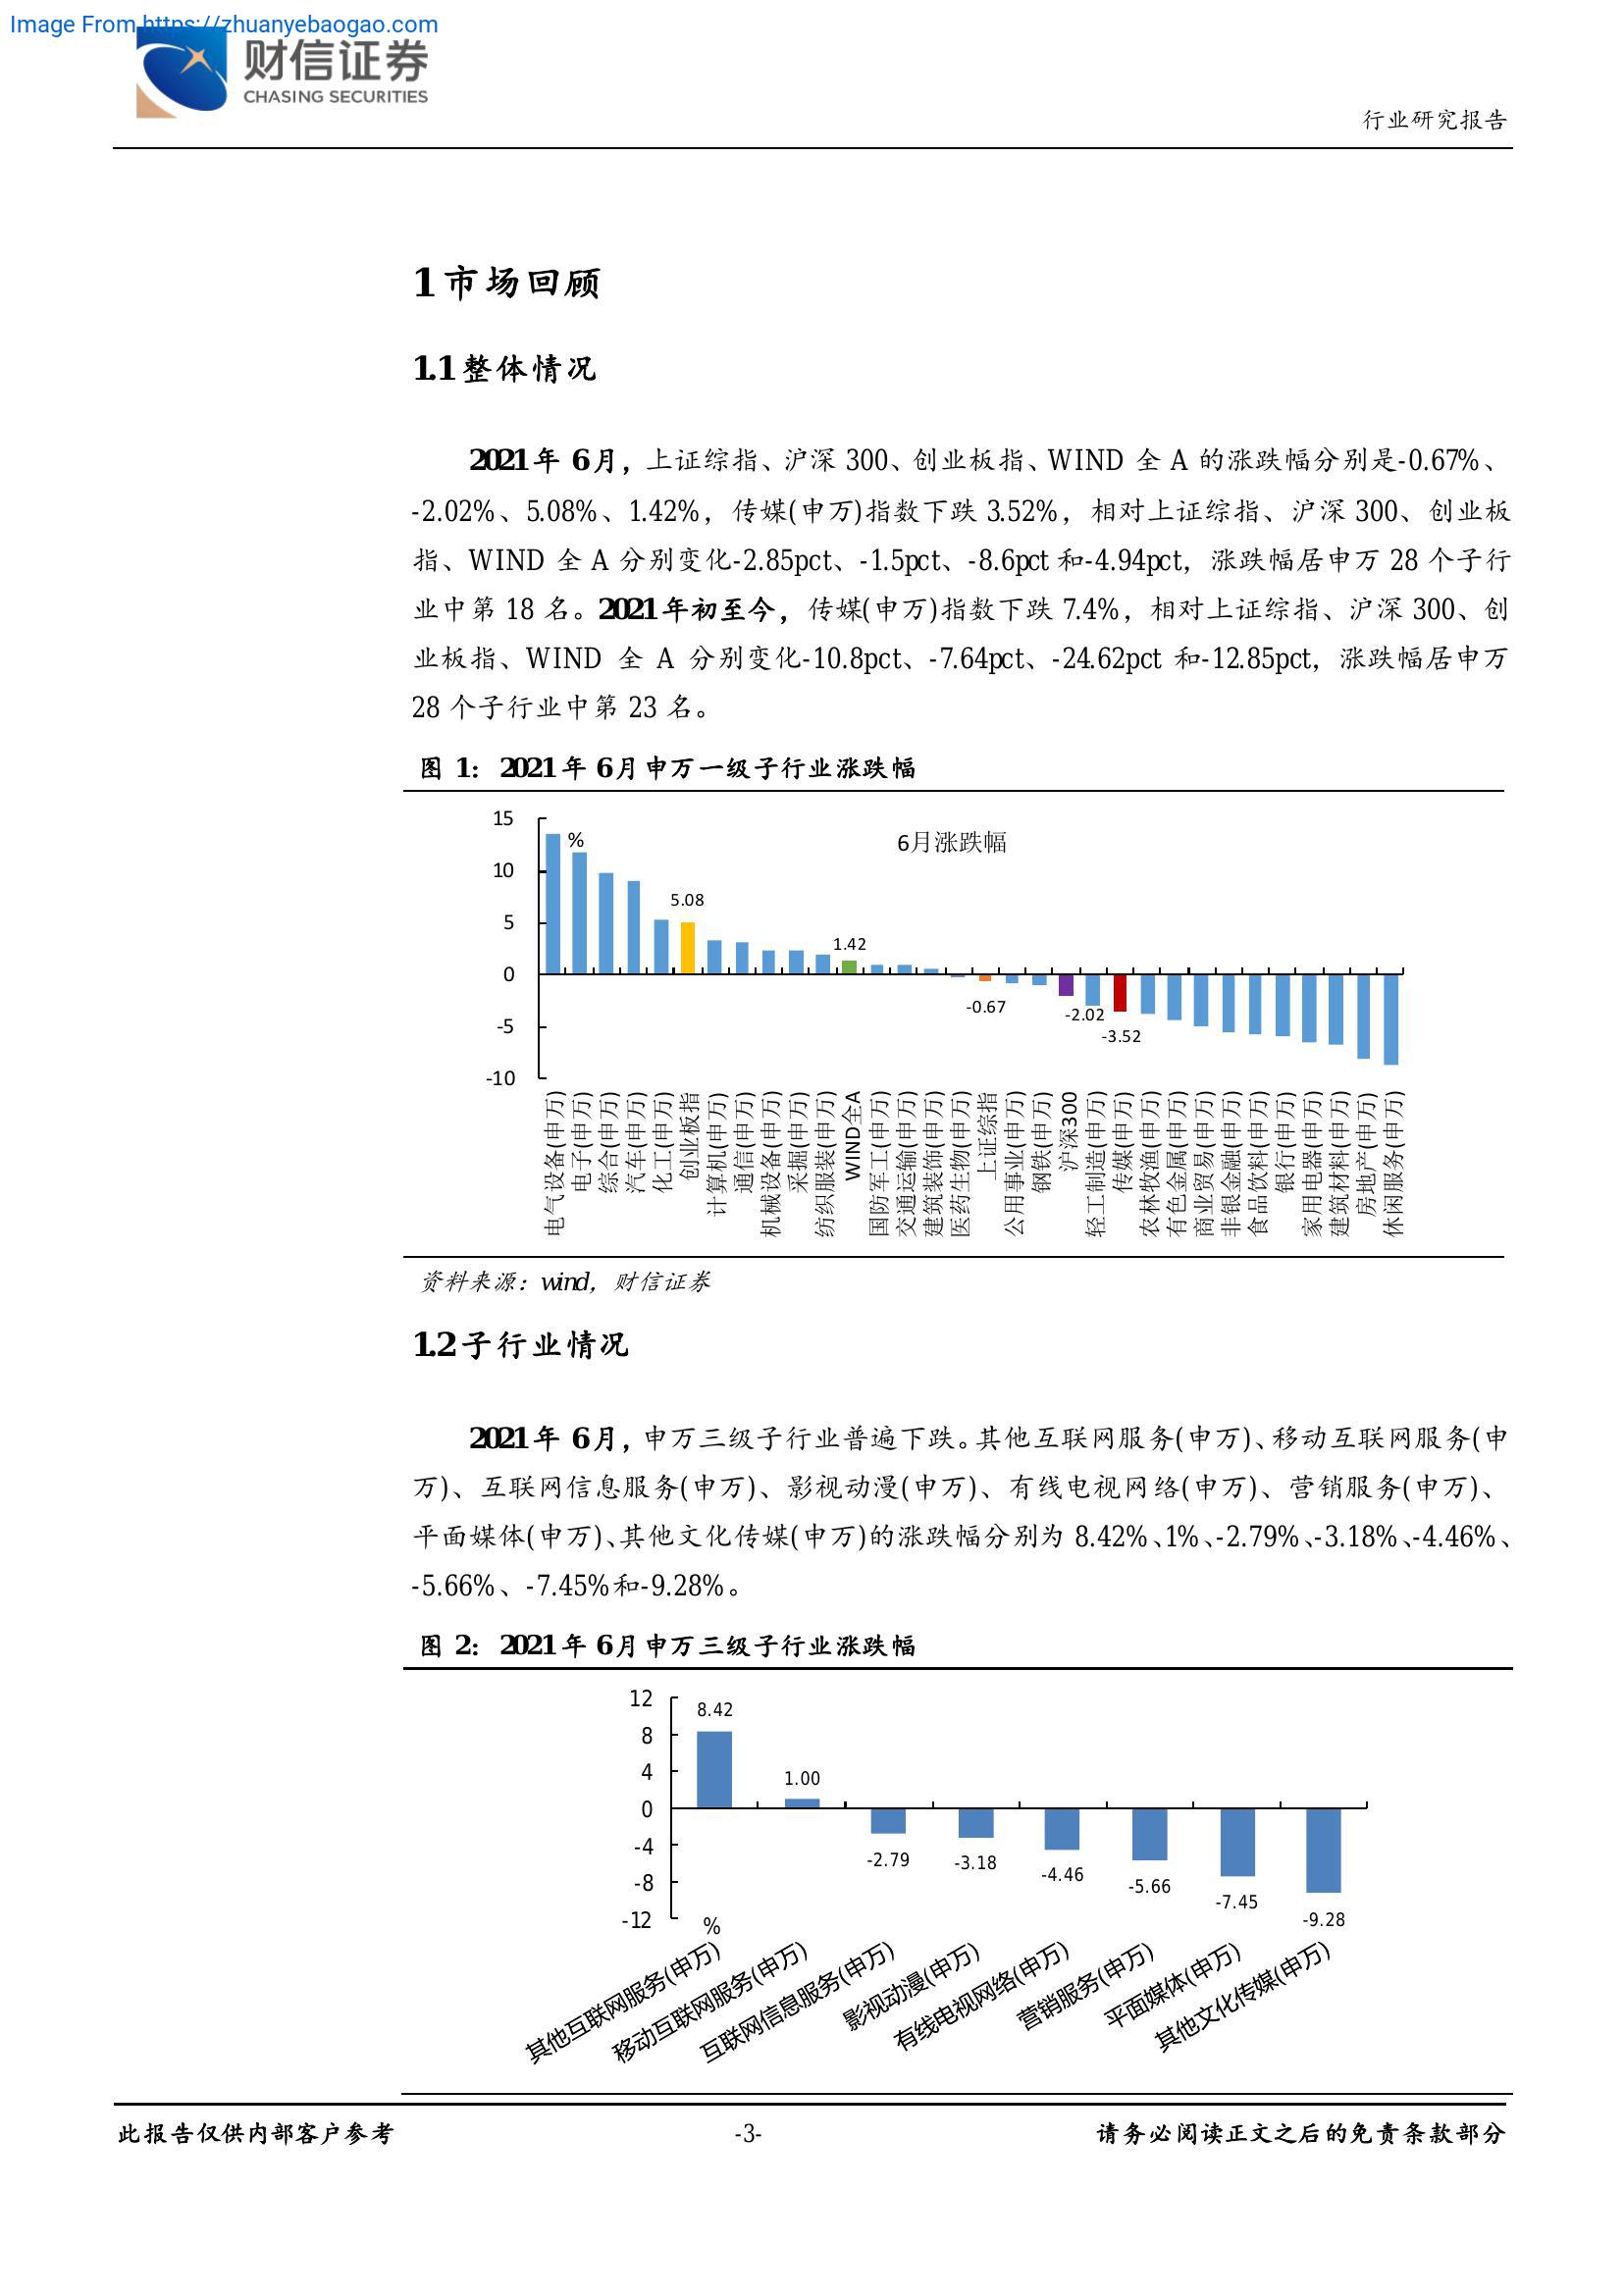 Image From https://zhuanyebaogao.com
财信证券
CHASING SECURITIES
行业研究报告
1 市场回顾
1.1 整体情况
2021 年 6 月，上证综指、沪深 300、创业板指、WIND 全 A 的涨跌幅分别是-0.67%、
-2.02%、5.08%、1.42%，传媒(申万)指数下跌 3.52%，相对上证综指、沪深 300、创业板
指、WIND 全 A 分别变化-2.85pct、-1.5pct、-8.6pct 和-4.94pct，涨跌幅居申万 28 个子行
业中第 18 名。2021 年初至今，传媒(申万)指数下跌 7.4%，相对上证综指、沪深 300、创
业板指、WIND 全 A 分别变化-10.8pct、-7.64pct、-24.62pct 和-12.85pct，涨跌幅居申万
28 个子行业中第 23 名。
图 1：2021 年 6 月申万一级子行业涨跌幅
15
10
5
0
-5
-10
%
6月涨跌幅
5.08
1.42
-0.67
-2.02
-3.52
电气设备(申万)
电子(申万)
综合(申万)
汽车(申万)
化工(申万)
创业板指
计算机(申万)
通信(申万)
机械设备(申万)
采掘(申万)
纺织服装(申万)
WIND全A
国防军工(申万)
交通运输(申万)
建筑装饰(申万)
医药生物(申万)
上证综指
公用事业(申万)
钢铁(申万)
沪深300
轻工制造(申万)
传媒(申万)
农林牧渔(申万)
有色金属(申万)
商业贸易(申万)
非银金融(申万)
食品饮料(申万)
银行(申万)
家用电器(申万)
建筑材料(申万)
房地产(申万)
休闲服务(申万)
资料来源：wind，财信证券
1.2 子行业情况
2021 年 6 月，申万三级子行业普遍下跌。其他互联网服务(申万)、移动互联网服务(申
万)、互联网信息服务(申万)、影视动漫(申万)、有线电视网络(申万)、营销服务(申万)、
平面媒体(申万)、其他文化传媒(申万)的涨跌幅分别为 8.42%、1%、-2.79%、-3.18%、-4.46%、
-5.66%、-7.45%和-9.28%。
图 2：2021 年 6 月申万三级子行业涨跌幅
12
8
4
0
-4
-8
-12
%
8.42
1.00
-2.79
-3.18
-4.46
-5.66
-7.45
-9.28
其他互联网服务(申万)
移动互联网服务(申万)
互联网信息服务(申万)
影视动漫(申万)
有线电视网络(申万)
营销服务(申万)
平面媒体(申万)
其他文化传媒(申万)
此报告仅供内部客户参考
-3-
请务必阅读正文之后的免责条款部分